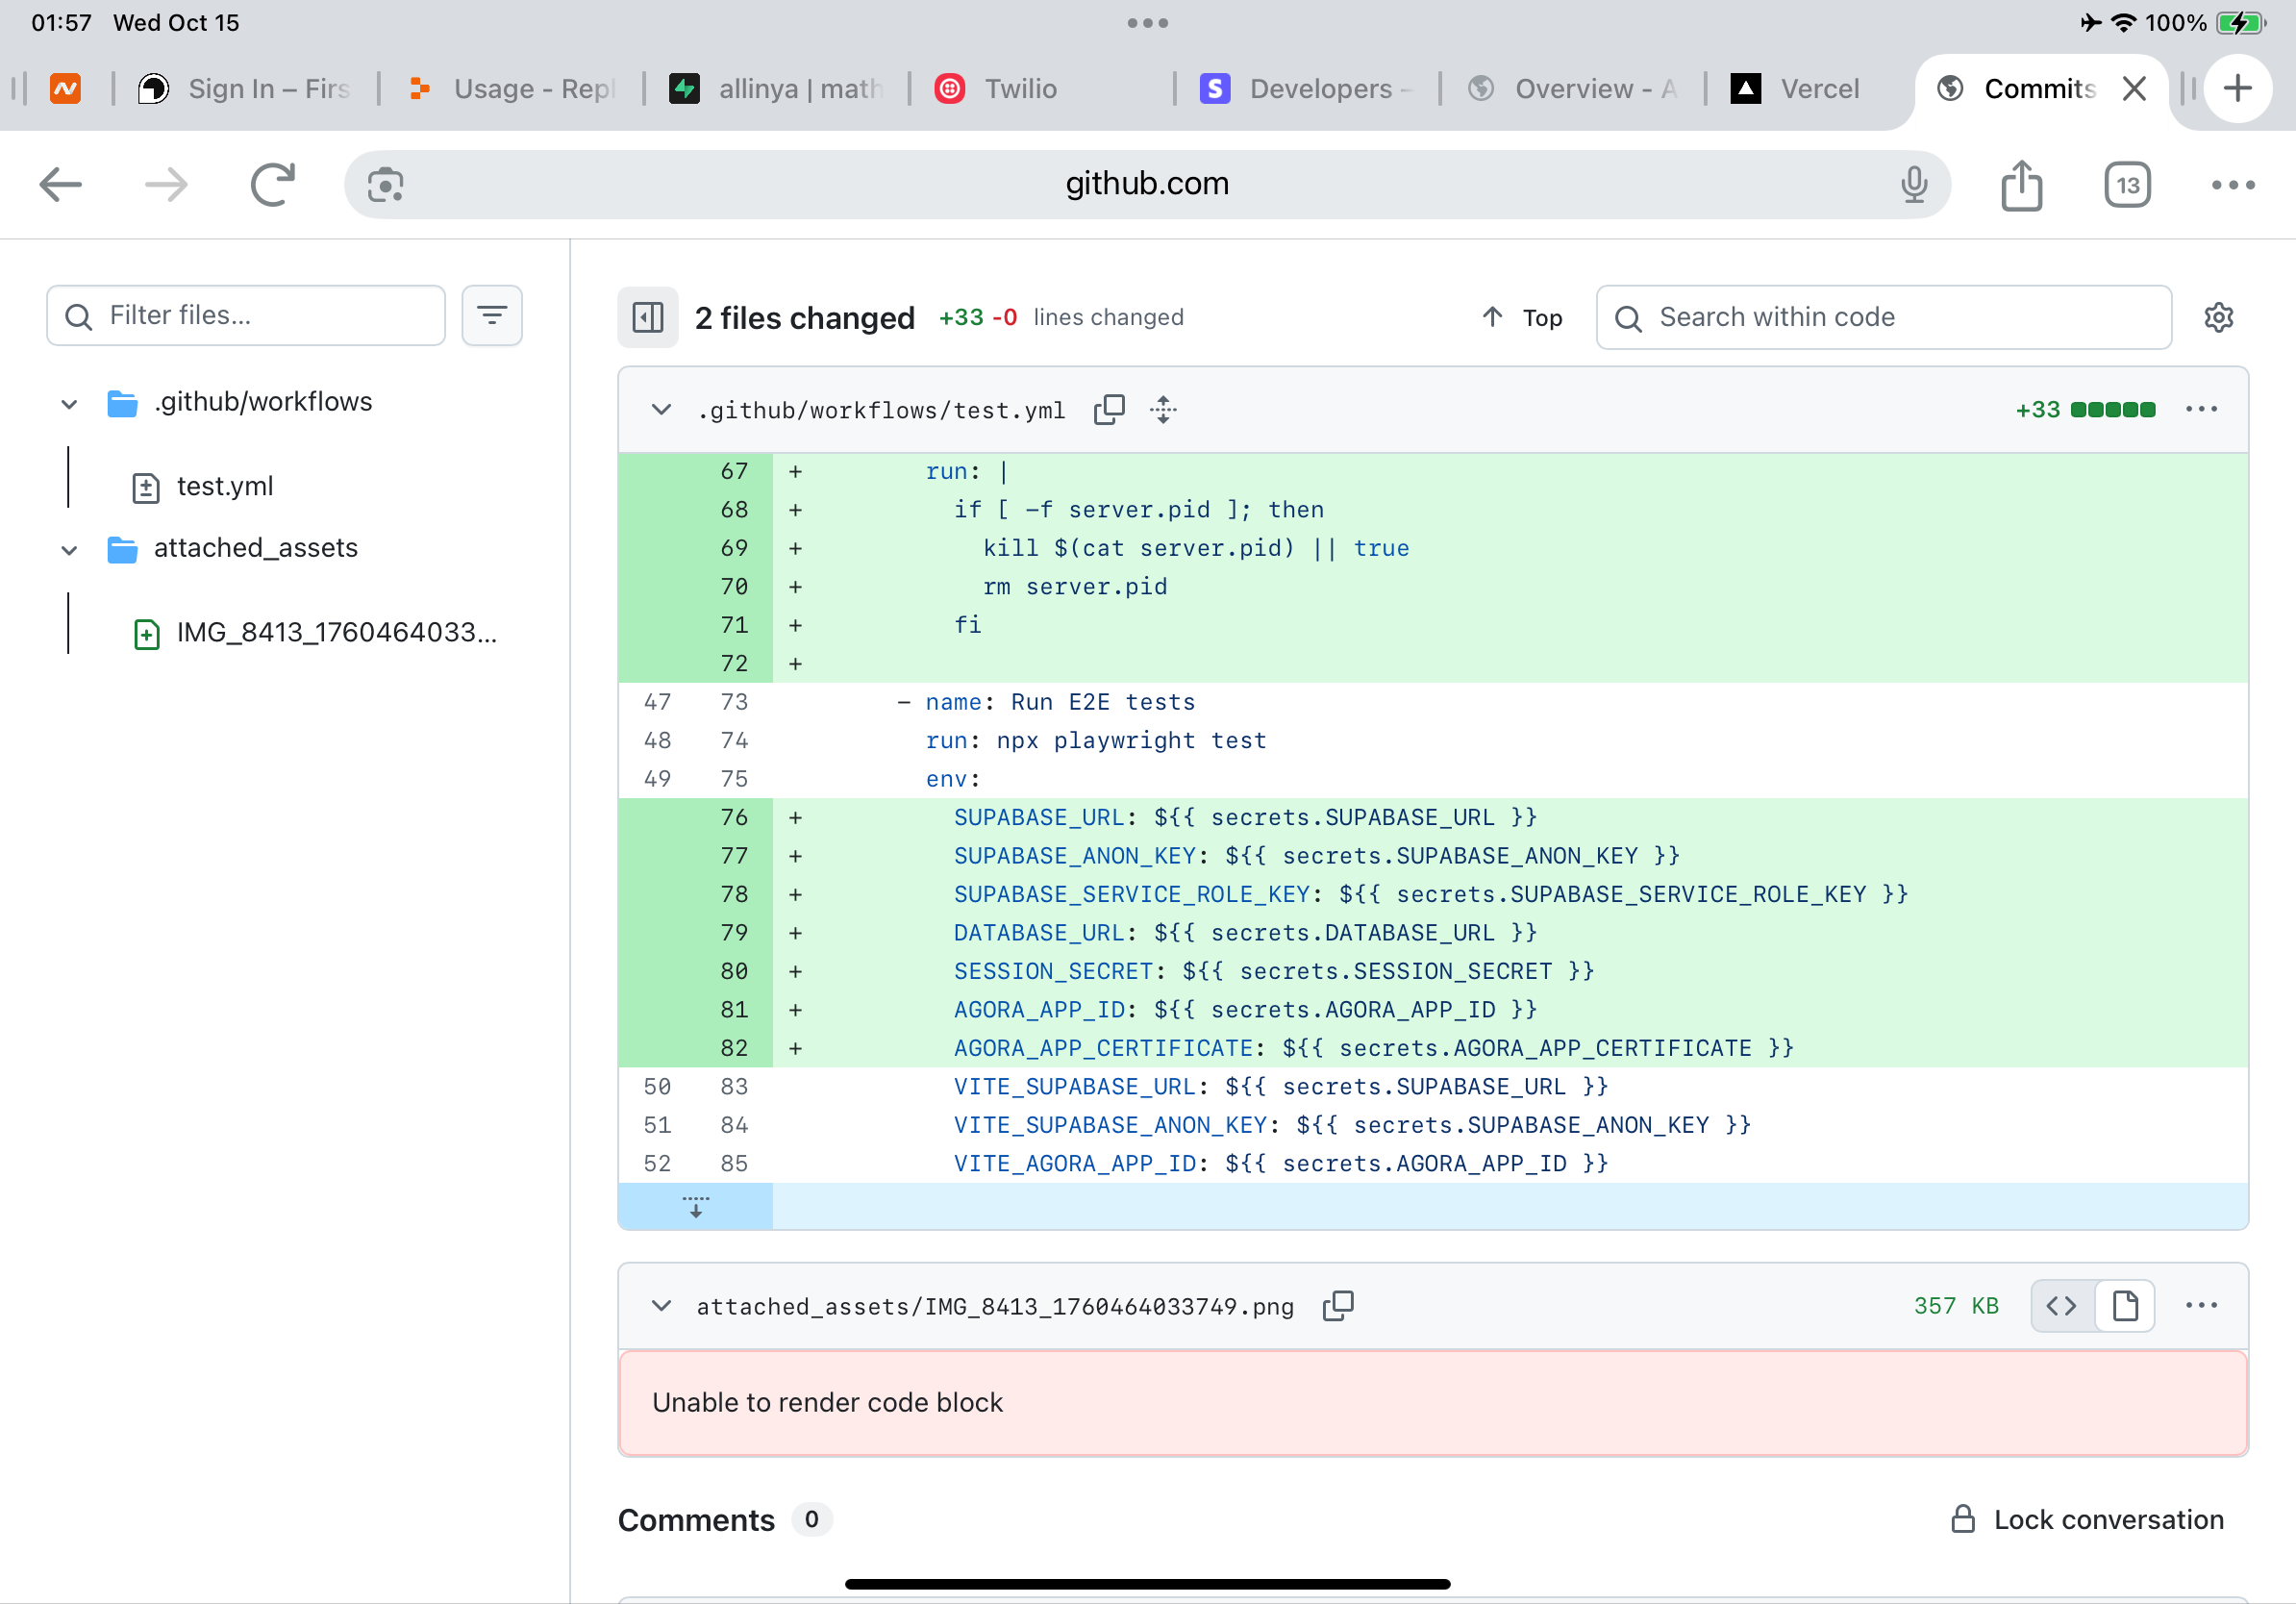 01:57 Wed Oct 15
100%
Sign In – Firs
Usage - Repl
allinya | math
Twilio
Developers –
Overview - A
Vercel
Commits
github.com
13
Filter files...
.github/workflows
test.yml
attached_assets
IMG_8413_1760464033...
2 files changed +33 -0 lines changed
Top
Search within code
.github/workflows/test.yml
+33
67 + run: |
68 + if [ -f server.pid ]; then
69 + kill $(cat server.pid) || true
70 + rm server.pid
71 + fi
72 +
47 73 - name: Run E2E tests
48 74 run: npx playwright test
49 75 env:
76 + SUPABASE_URL: ${{ secrets.SUPABASE_URL }}
77 + SUPABASE_ANON_KEY: ${{ secrets.SUPABASE_ANON_KEY }}
78 + SUPABASE_SERVICE_ROLE_KEY: ${{ secrets.SUPABASE_SERVICE_ROLE_KEY }}
79 + DATABASE_URL: ${{ secrets.DATABASE_URL }}
80 + SESSION_SECRET: ${{ secrets.SESSION_SECRET }}
81 + AGORA_APP_ID: ${{ secrets.AGORA_APP_ID }}
82 + AGORA_APP_CERTIFICATE: ${{ secrets.AGORA_APP_CERTIFICATE }}
50 83 VITE_SUPABASE_URL: ${{ secrets.SUPABASE_URL }}
51 84 VITE_SUPABASE_ANON_KEY: ${{ secrets.SUPABASE_ANON_KEY }}
52 85 VITE_AGORA_APP_ID: ${{ secrets.AGORA_APP_ID }}
attached_assets/IMG_8413_1760464033749.png
357 KB
Unable to render code block
Comments 0
Lock conversation